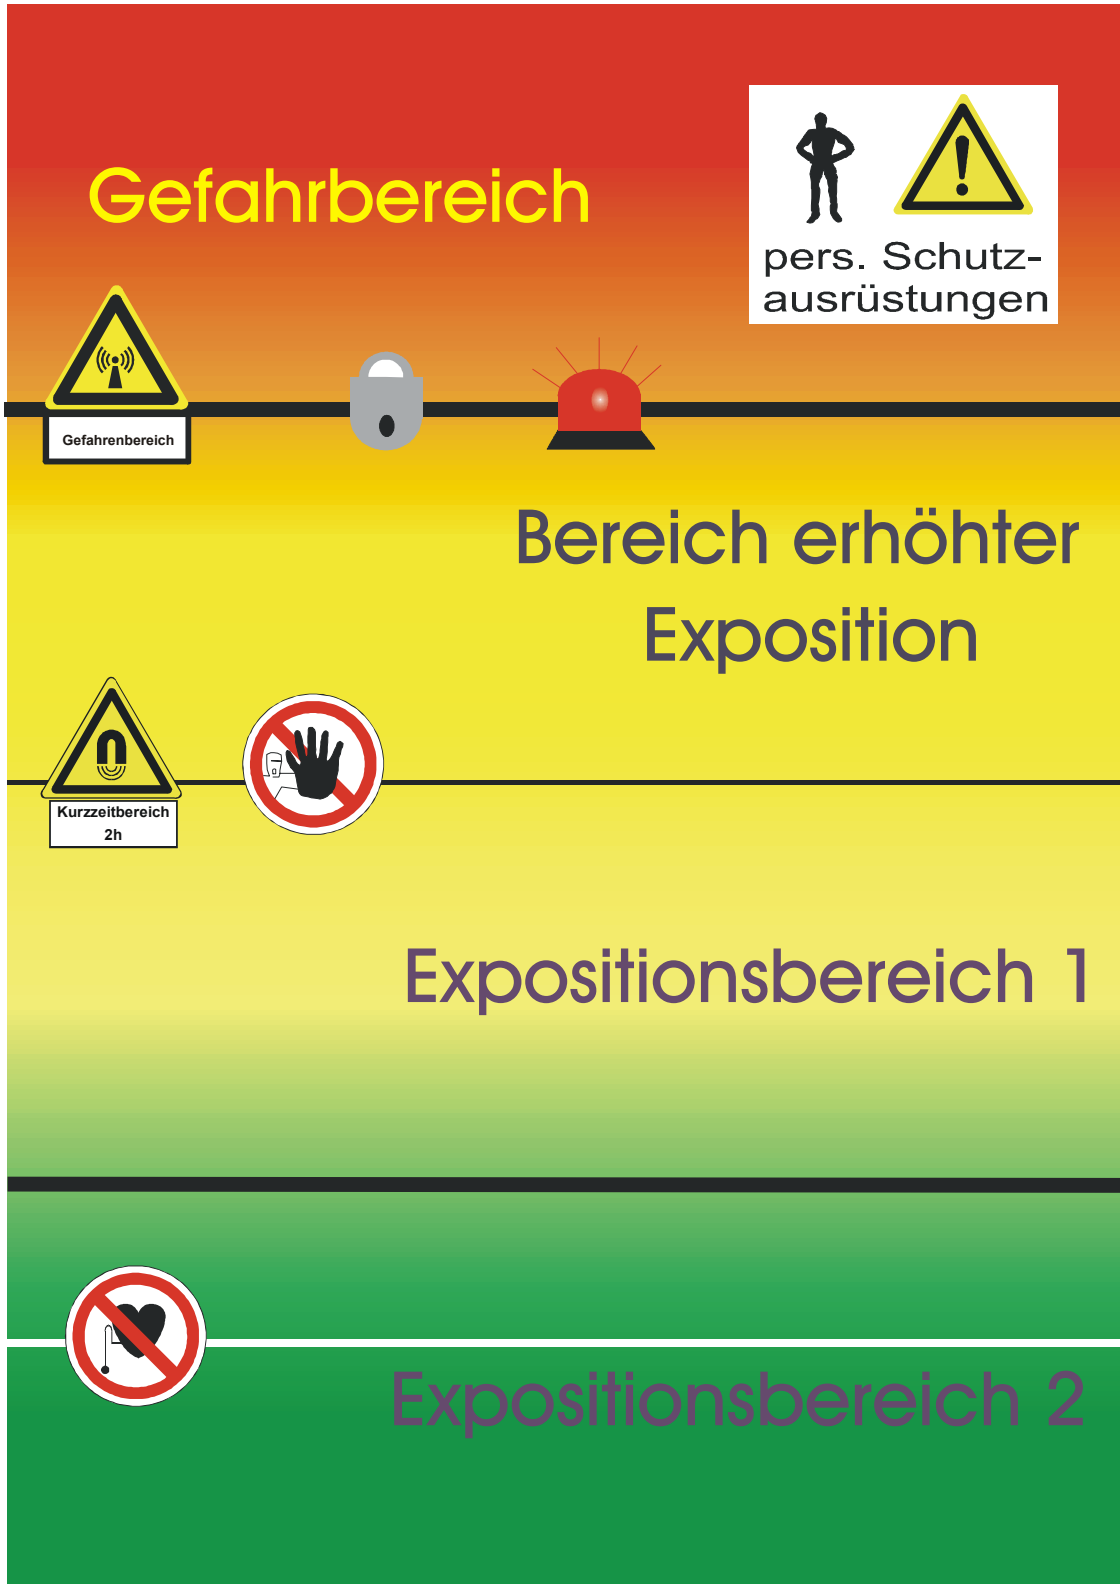 Gefahrbereich
pers. Schutz-
ausrüstungen
Gefahrenbereich
Bereich erhöhter
Exposition
Kurzzeitbereich
2h
Expositionsbereich 1
Expositionsbereich 2